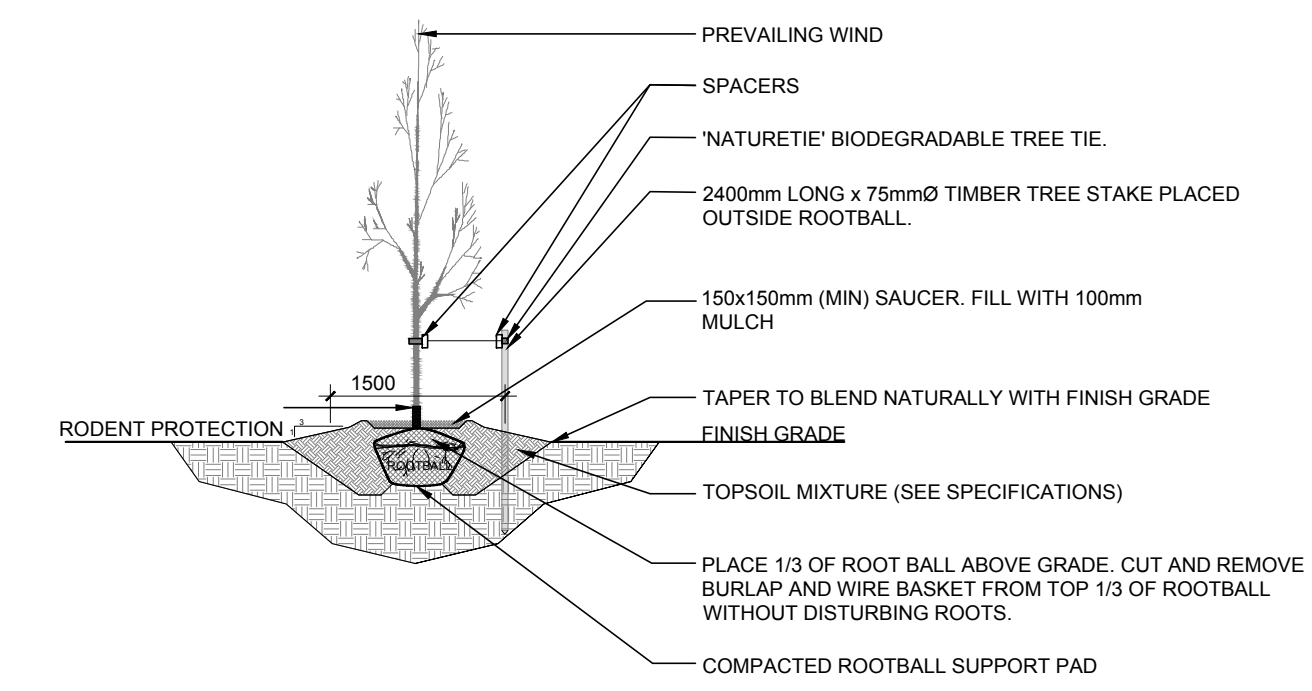 PREVAILING WIND
SPACERS
'NATURETIE' BIODEGRADABLE TREE TIE.
2400mm LONG x 75mmØ TIMBER TREE STAKE PLACED
OUTSIDE ROOTBALL.
150x150mm (MIN) SAUCER. FILL WITH 100mm
MULCH
1500
TAPER TO BLEND NATURALLY WITH FINISH GRADE
RODENT PROTECTION
3
1
FINISH GRADE
ROOTBALL
TOPSOIL MIXTURE (SEE SPECIFICATIONS)
PLACE 1/3 OF ROOT BALL ABOVE GRADE. CUT AND REMOVE
BURLAP AND WIRE BASKET FROM TOP 1/3 OF ROOTBALL
WITHOUT DISTURBING ROOTS.
COMPACTED ROOTBALL SUPPORT PAD